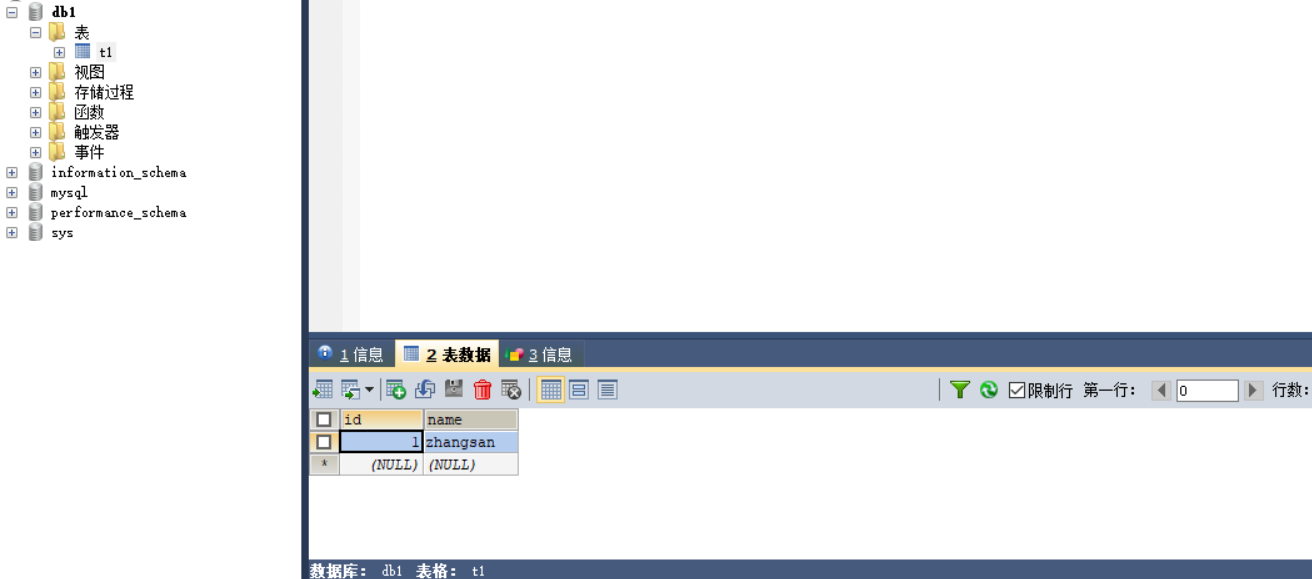 db1
表
t1
视图
存储过程
函数
触发器
事件
information_schema
mysql
performance_schema
sys
1 信息 2 表数据 3 信息
限制行 第一行: 0 行数:
id name
1 zhangsan
* (NULL) (NULL)
数据库: db1 表格: t1